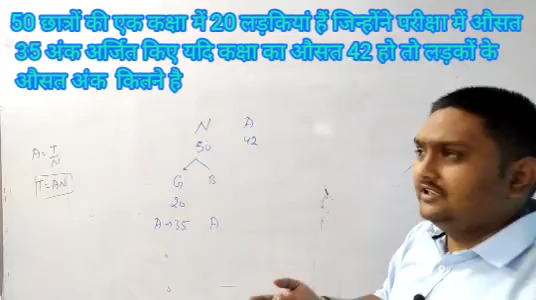 50 छात्रों की एक कक्षा में 20 लड़कियां हैं जिन्होंने परीक्षा में औसत
35 अंक अर्जित किए यदि कक्षा का औसत 42 हो तो लड़कों के
औसत अंक कितने है
N A
50 42
A = T/N
T = AN
G B
20
A → 35 A